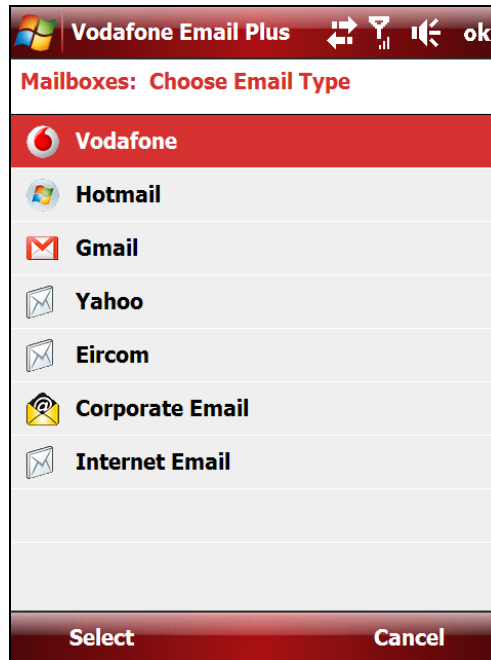 Vodafone Email Plus ok
Mailboxes: Choose Email Type
Vodafone
Hotmail
Gmail
Yahoo
Eircom
Corporate Email
Internet Email
Select Cancel